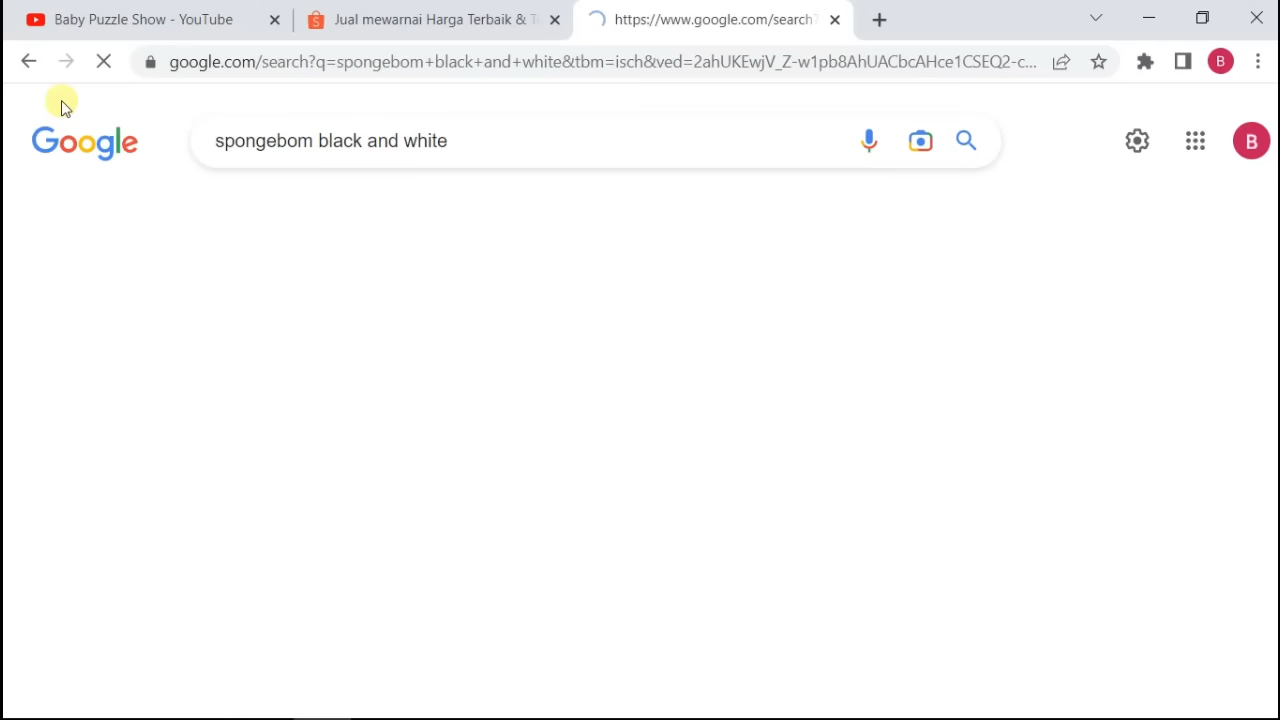 Baby Puzzle Show - YouTube
Jual mewarnai Harga Terbaik & T
https://www.google.com/search?
google.com/search?q=spongebom+black+and+white&tbm=isch&ved=2ahUKEwjV_Z-w1pb8AhUACbcAHce1CSEQ2-c...
B
Google
spongebom black and white
B